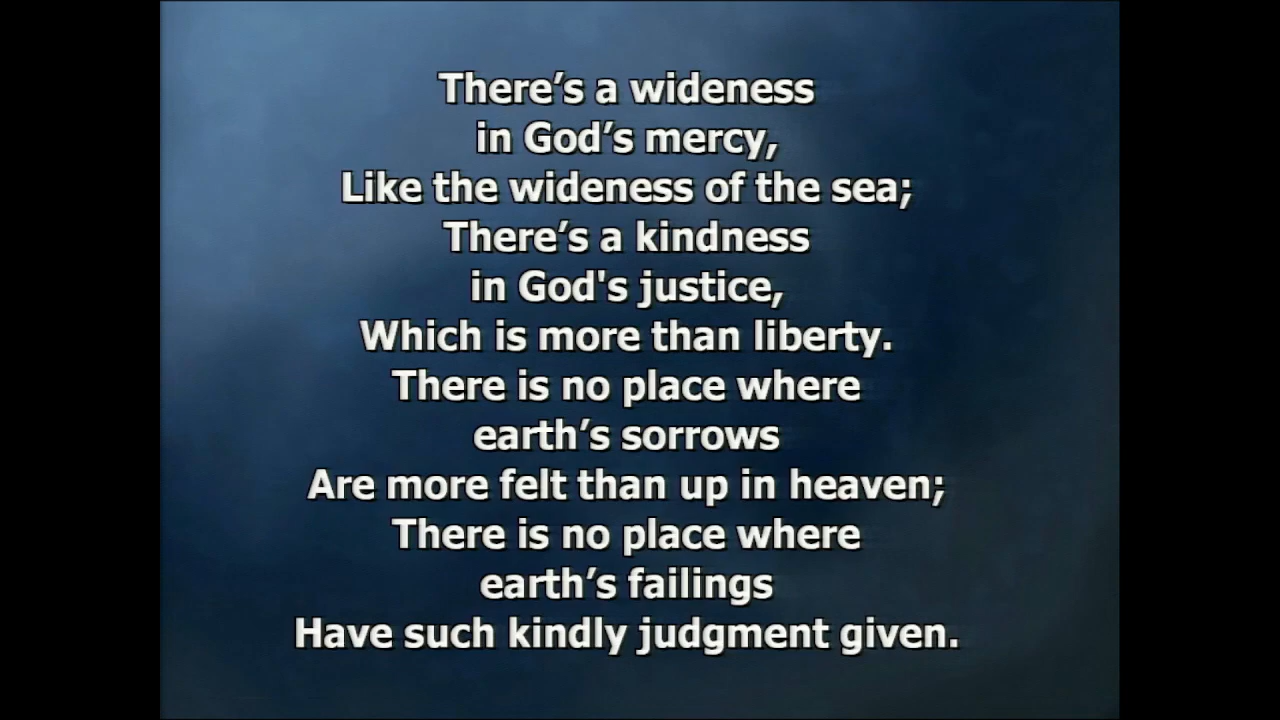 There’s a wideness
in God’s mercy,
Like the wideness of the sea;
There’s a kindness
in God's justice,
Which is more than liberty.
There is no place where
earth’s sorrows
Are more felt than up in heaven;
There is no place where
earth’s failings
Have such kindly judgment given.